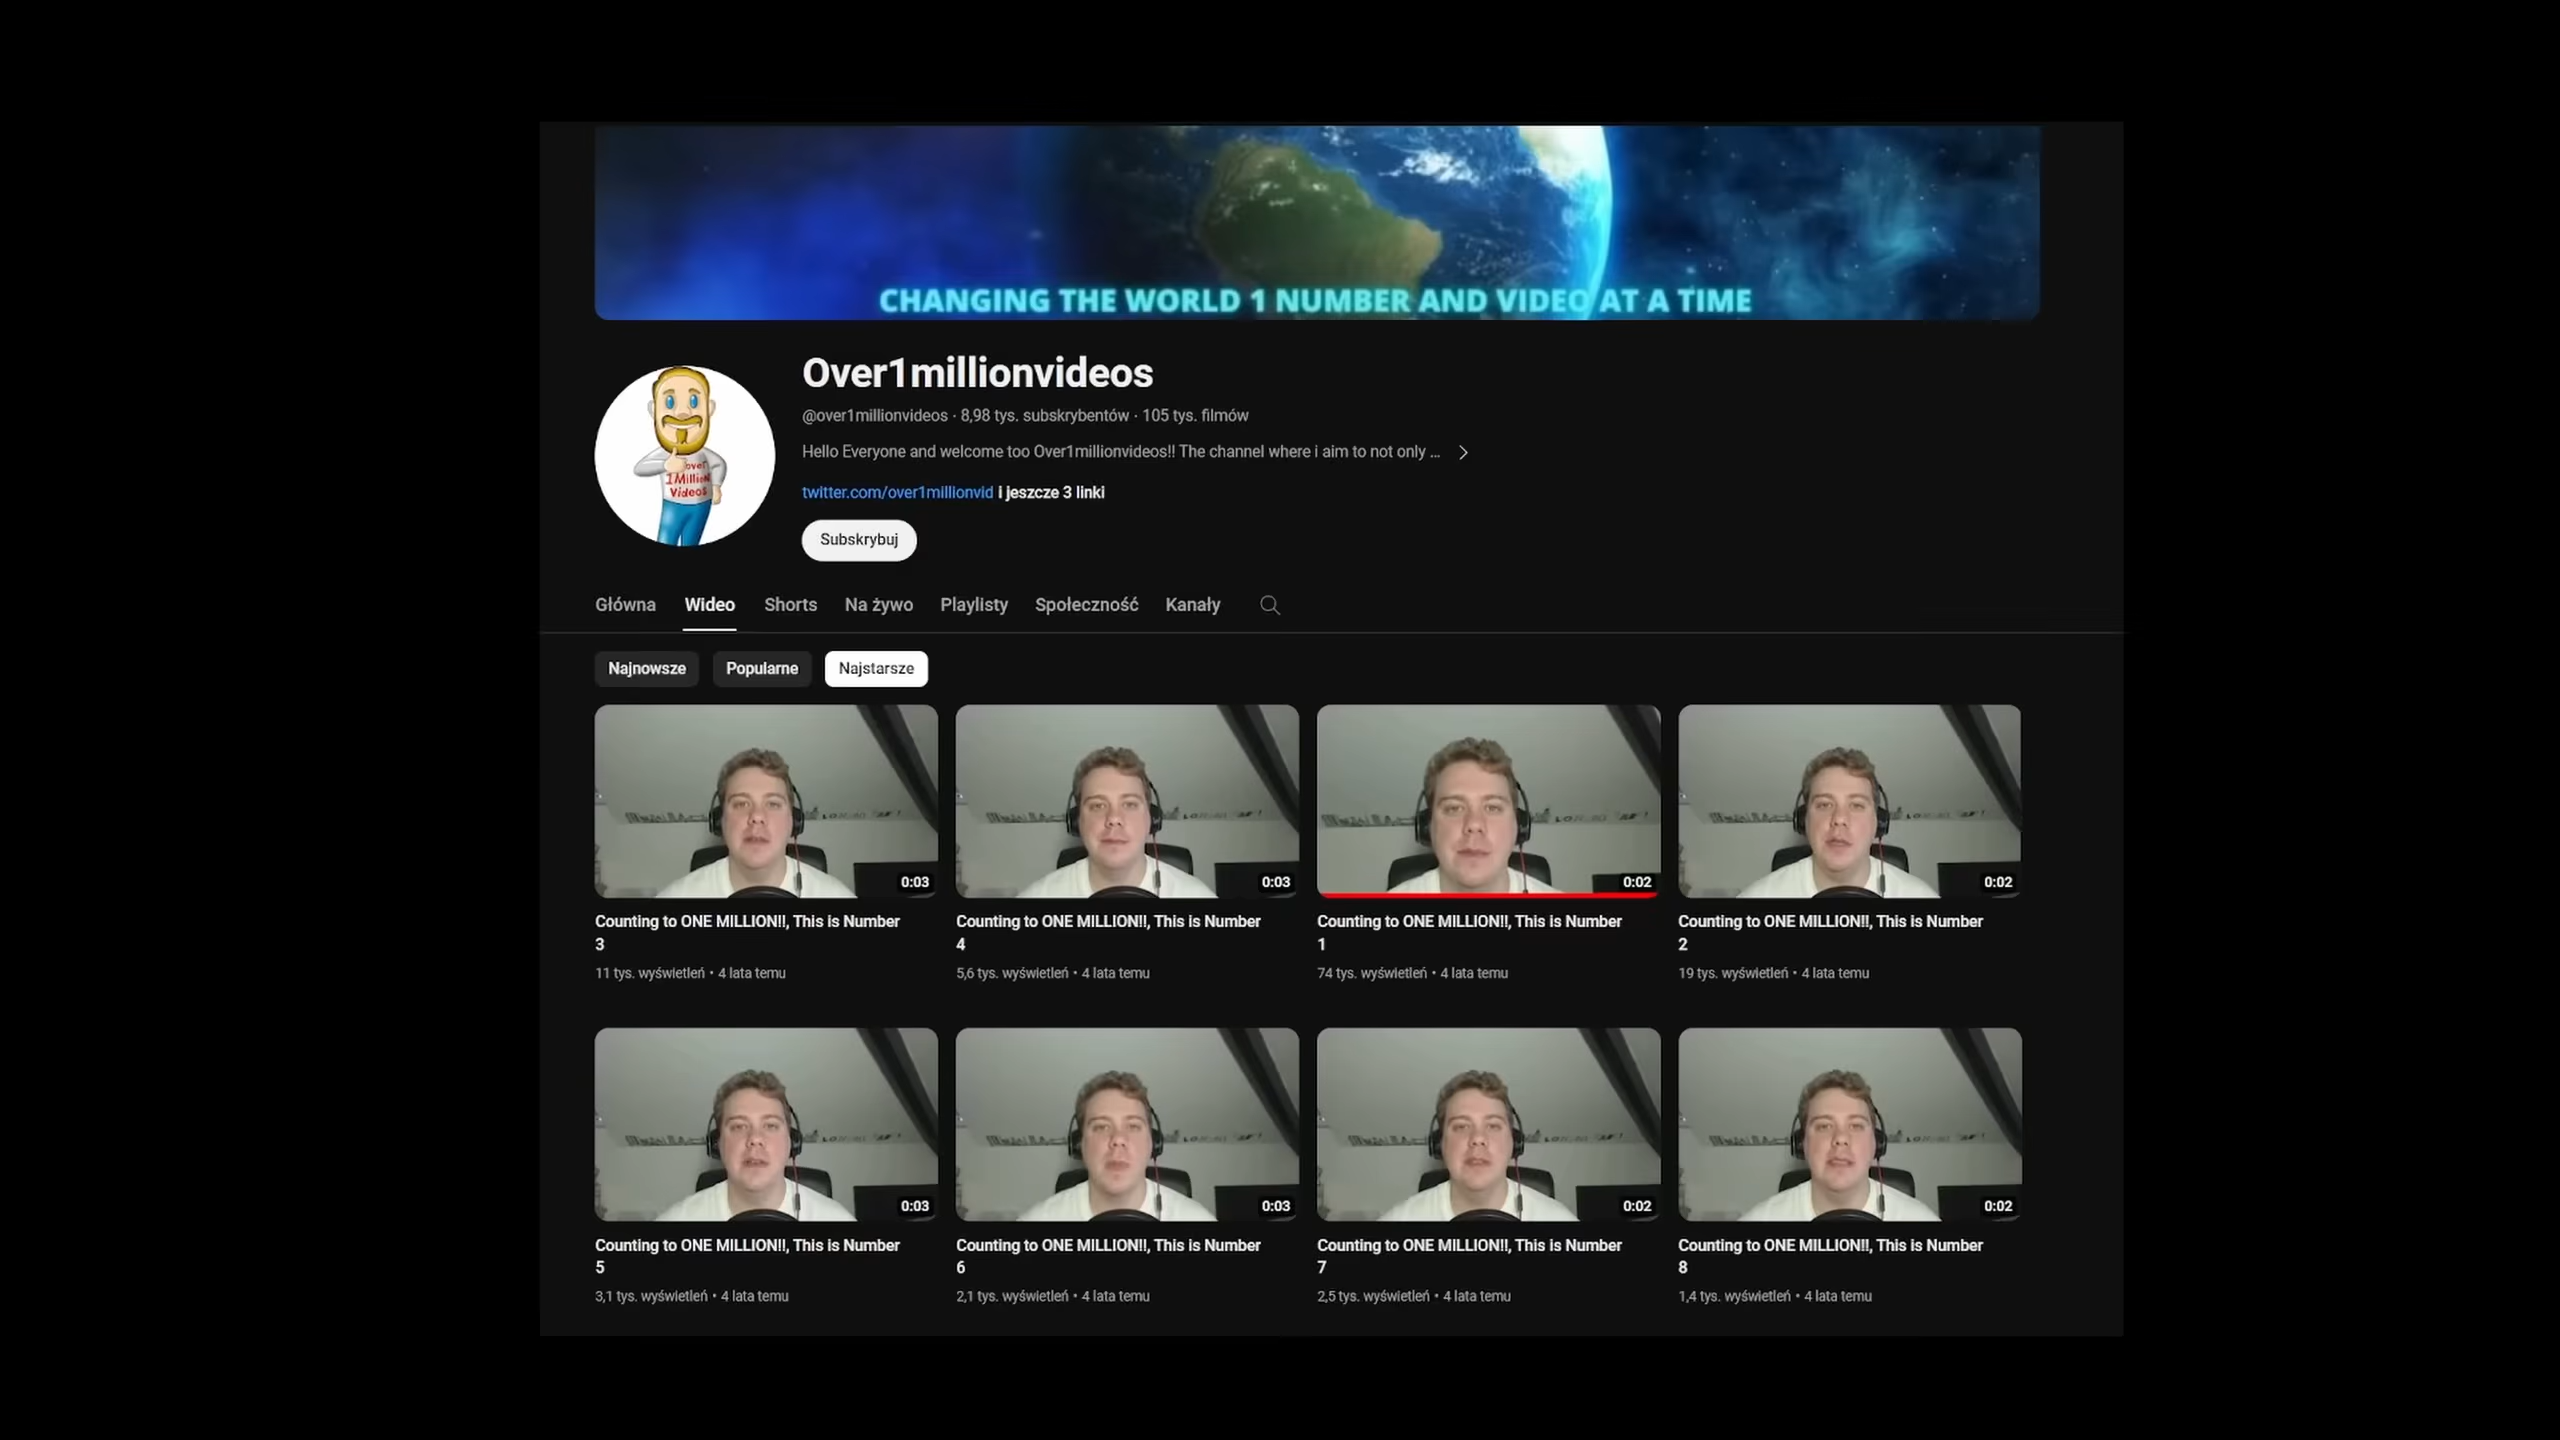 CHANGING THE WORLD 1 NUMBER AND VIDEO AT A TIME
Over1millionvideos
@over1millionvideos · 8,98 tys. subskrybentów · 105 tys. filmów
Hello Everyone and welcome too Over1millionvideos!! The channel where i aim to not only ...
twitter.com/over1millionvid i jeszcze 3 linki
over
1Million
Videos
Subskrybuj
Główna Wideo Shorts Na żywo Playlisty Społeczność Kanały
Najnowsze Popularne Najstarsze
0:03 0:03 0:02 0:02
Counting to ONE MILLION!!, This is Number
3
11 tys. wyświetleń • 4 lata temu
Counting to ONE MILLION!!, This is Number
4
5,6 tys. wyświetleń • 4 lata temu
Counting to ONE MILLION!!, This is Number
1
74 tys. wyświetleń • 4 lata temu
Counting to ONE MILLION!!, This is Number
2
19 tys. wyświetleń • 4 lata temu
0:03 0:03 0:02 0:02
Counting to ONE MILLION!!, This is Number
5
3,1 tys. wyświetleń • 4 lata temu
Counting to ONE MILLION!!, This is Number
6
2,1 tys. wyświetleń • 4 lata temu
Counting to ONE MILLION!!, This is Number
7
2,5 tys. wyświetleń • 4 lata temu
Counting to ONE MILLION!!, This is Number
8
1,4 tys. wyświetleń • 4 lata temu